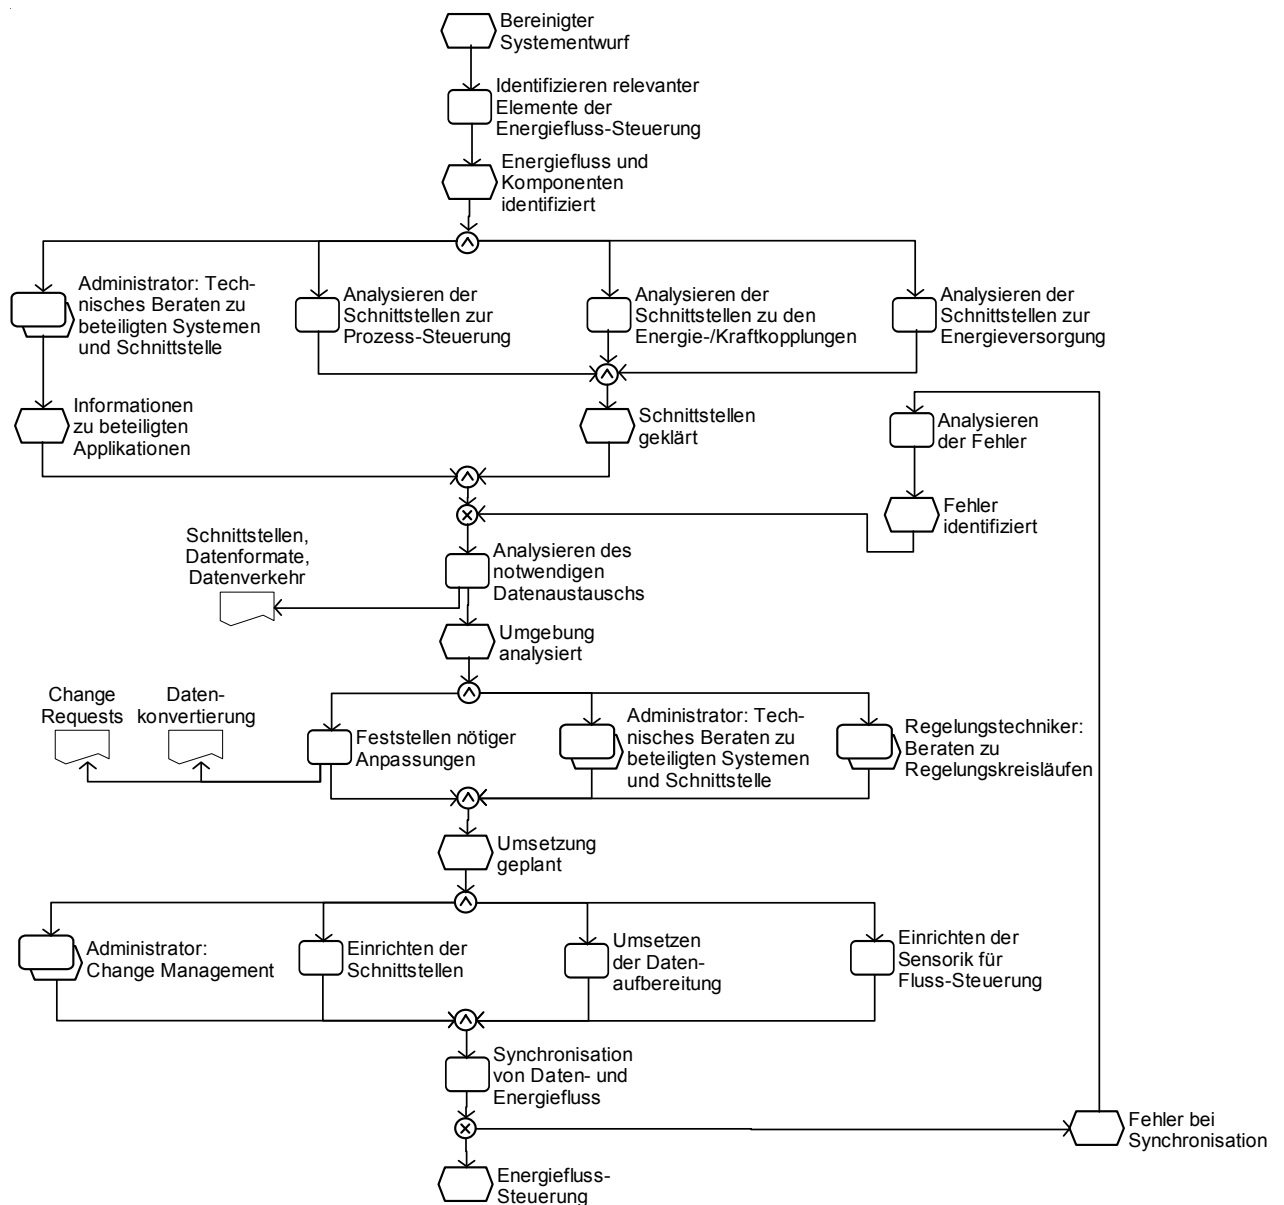 Bereinigter
Systementwurf
Identifizieren relevanter
Elemente der
Energiefluss-Steuerung
Energiefluss und
Komponenten
identifiziert
Administrator: Tech-
nisches Beraten zu
beteiligten Systemen
und Schnittstelle
Analysieren der
Schnittstellen zur
Prozess-Steuerung
Analysieren der
Schnittstellen zu den
Energie-/Kraftkopplungen
Analysieren der
Schnittstellen zur
Energieversorgung
Informationen
zu beteiligten
Applikationen
Schnittstellen
geklärt
Analysieren
der Fehler
Fehler
identifiziert
Schnittstellen,
Datenformate,
Datenverkehr
Analysieren des
notwendigen
Datenaustauschs
Umgebung
analysiert
Change
Requests
Daten-
konvertierung
Feststellen nötiger
Anpassungen
Administrator: Tech-
nisches Beraten zu
beteiligten Systemen
und Schnittstelle
Regelungstechniker:
Beraten zu
Regelungskreisläufen
Umsetzung
geplant
Administrator:
Change Management
Einrichten der
Schnittstellen
Umsetzen
der Daten-
aufbereitung
Einrichten der
Sensorik für
Fluss-Steuerung
Synchronisation
von Daten- und
Energiefluss
Fehler bei
Synchronisation
Energiefluss-
Steuerung